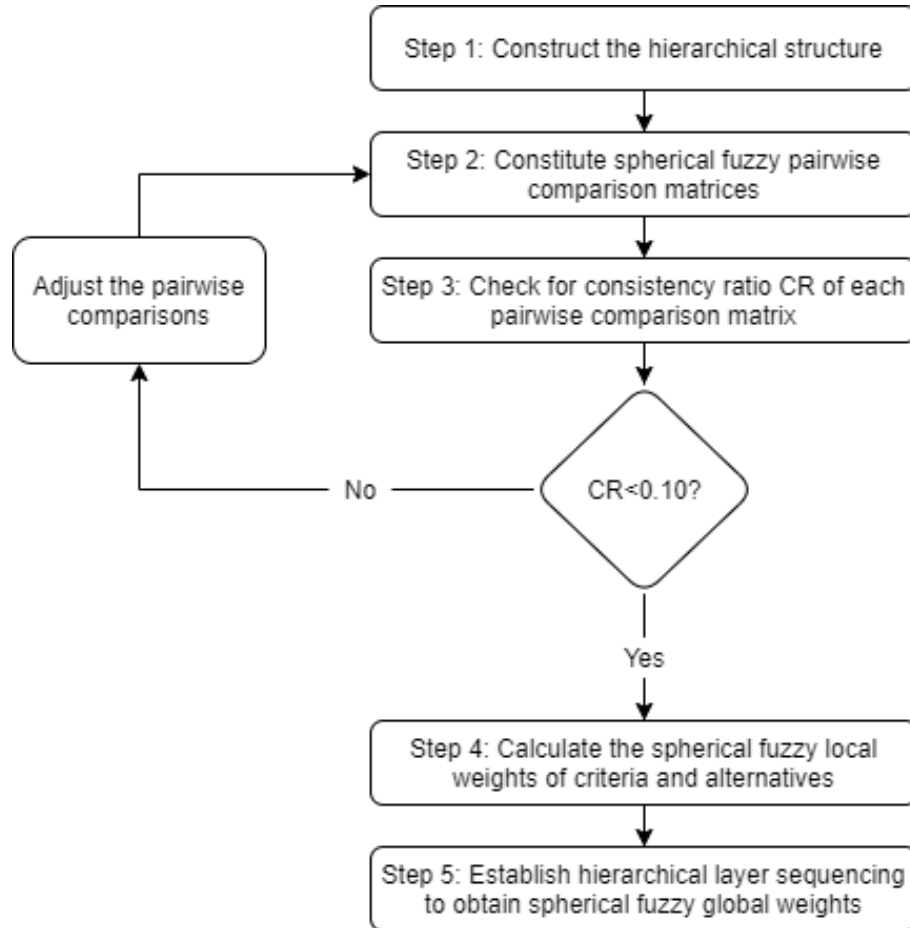 Step 1: Construct the hierarchical structure
Step 2: Constitute spherical fuzzy pairwise
comparison matrices
Adjust the pairwise
comparisons
Step 3: Check for consistency ratio CR of each
pairwise comparison matrix
CR<0.10?
No
Yes
Step 4: Calculate the spherical fuzzy local
weights of criteria and alternatives
Step 5: Establish hierarchical layer sequencing
to obtain spherical fuzzy global weights